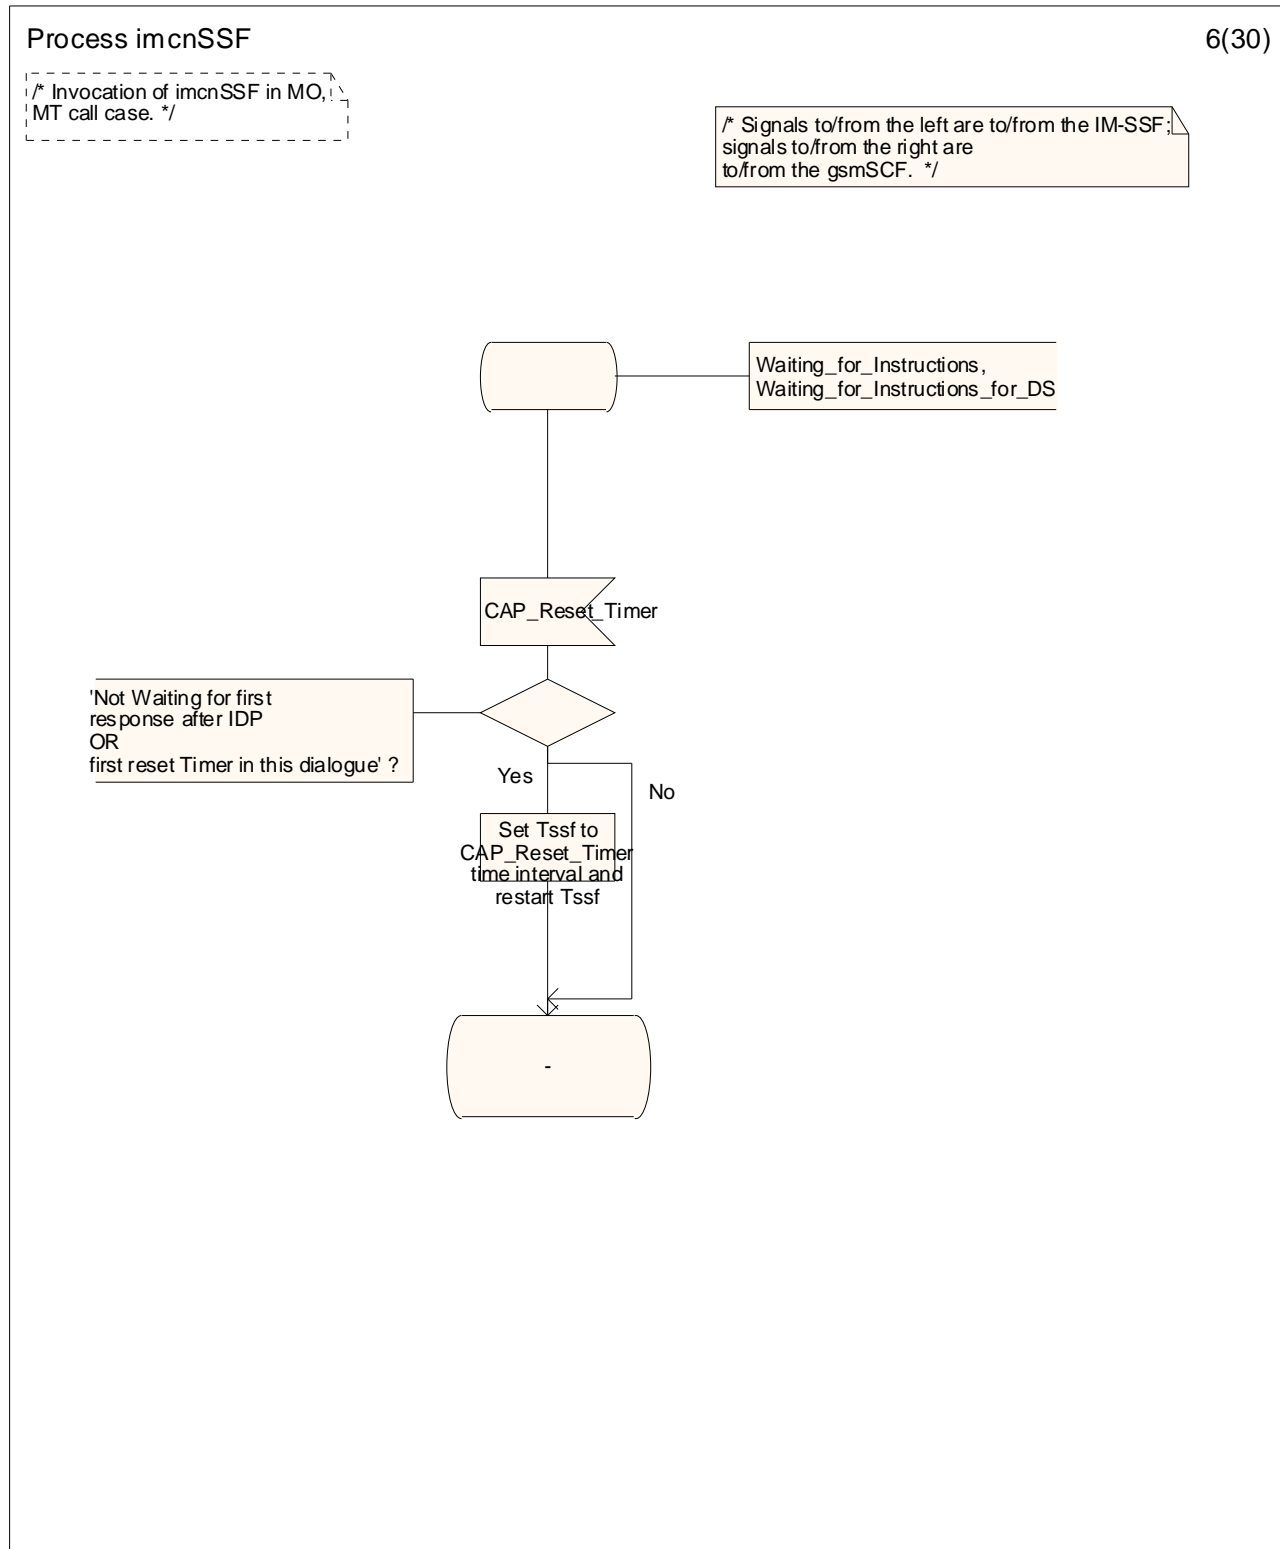 Process imcnSSF
6(30)
/* Invocation of imcnSSF in MO,
MT call case. */
/* Signals to/from the left are to/from the IM-SSF;
signals to/from the right are
to/from the gsmSCF. */
Waiting_for_Instructions,
Waiting_for_Instructions_for_DS
CAP_Reset_Timer
'Not Waiting for first
response after IDP
OR
first reset Timer in this dialogue' ?
Yes
No
Set Tssf to
CAP_Reset_Timer
time interval and
restart Tssf
-